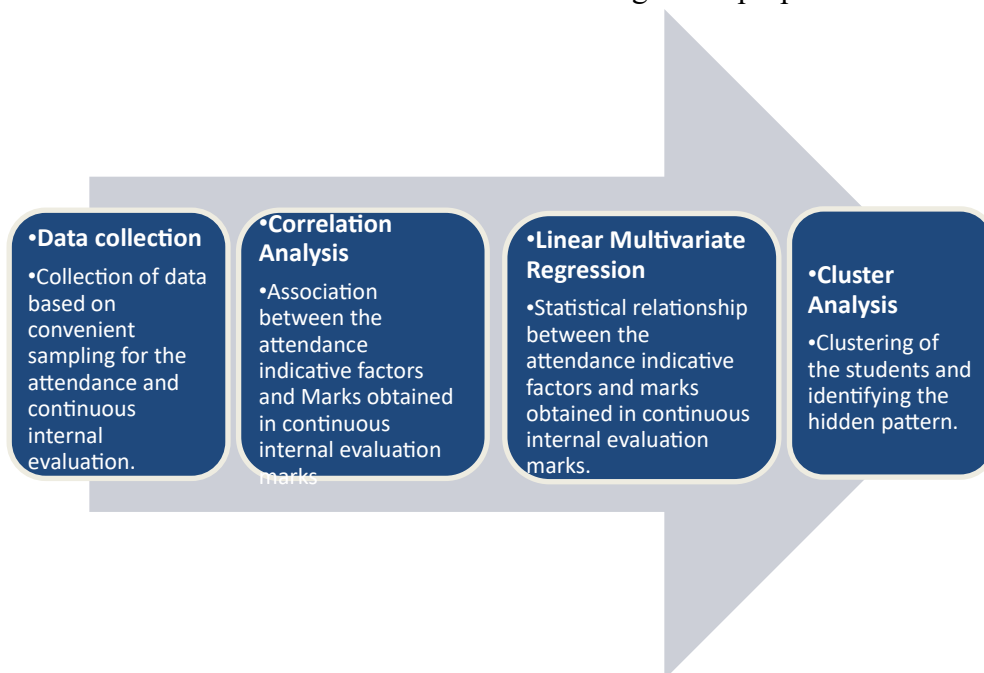 •Data collection
•Collection of data
based on
convenient
sampling for the
attendance and
continuous
internal
evaluation.
•Correlation
Analysis
•Association
between the
attendance
indicative factors
and Marks obtained
in continuous
internal evaluation
marks
•Linear Multivariate
Regression
•Statistical relationship
between the
attendance indicative
factors and marks
obtained in continuous
internal evaluation
marks.
•Cluster
Analysis
•Clustering of
the students and
identifying the
hidden pattern.